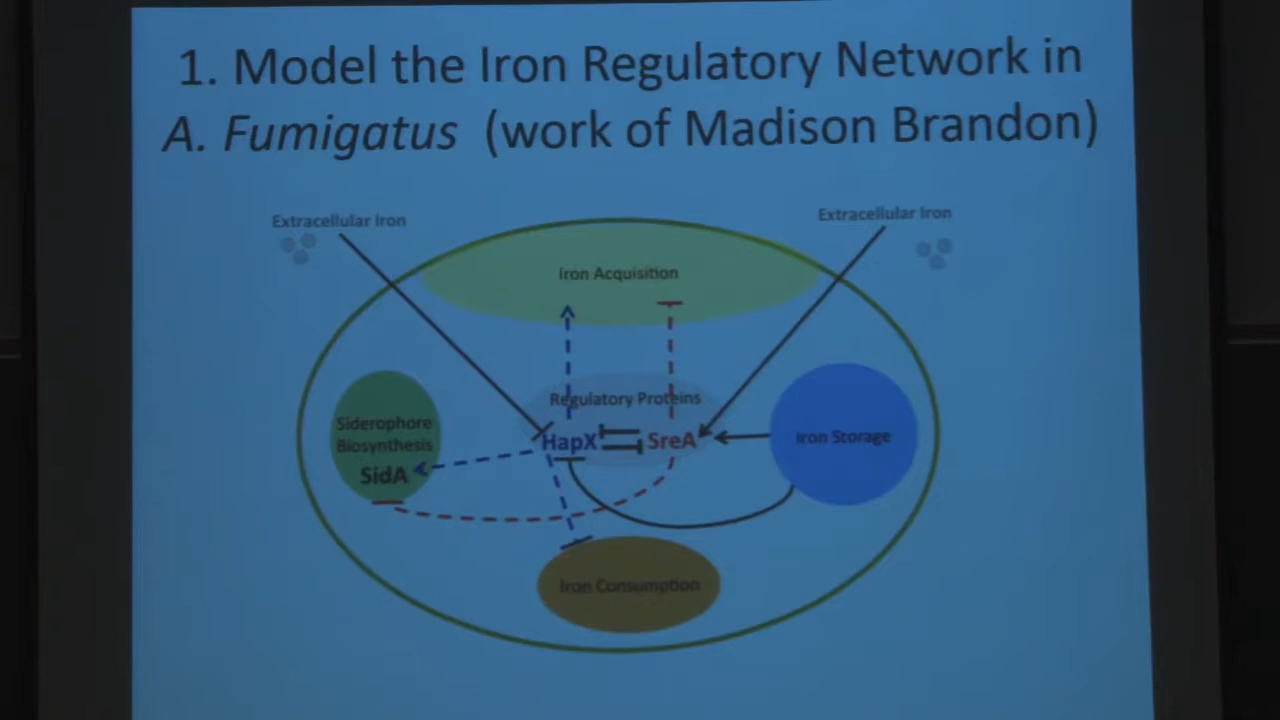 1. Model the Iron Regulatory Network in
A. Fumigatus (work of Madison Brandon)
Extracellular Iron
Extracellular Iron
Iron Acquisition
Regulatory Proteins
Siderophore
Biosynthesis
SidA
HapX
SreA
Iron Storage
Iron Consumption